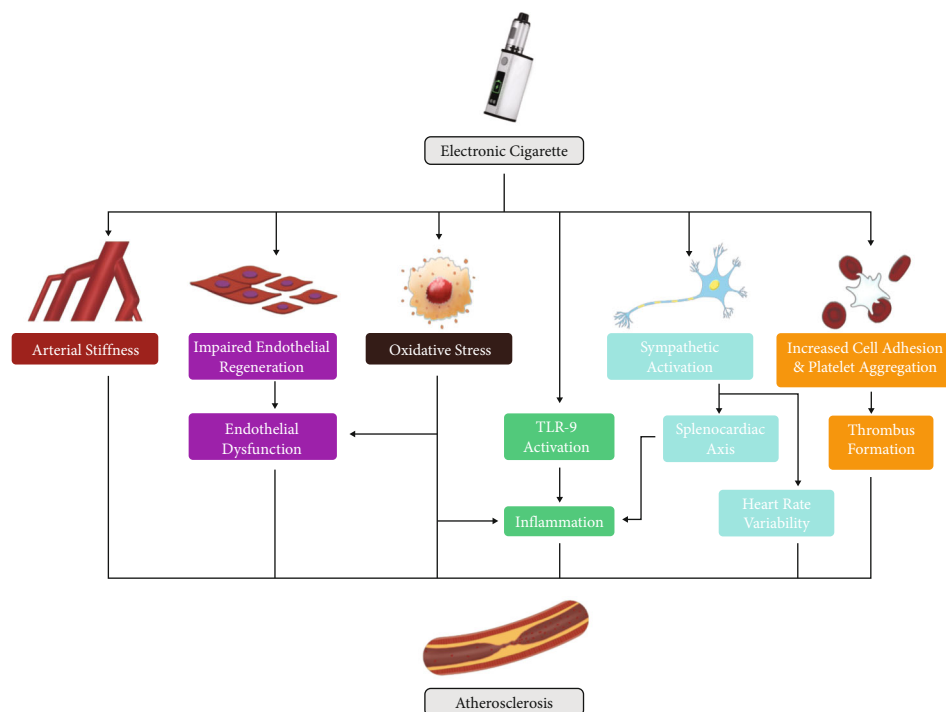 Electronic Cigarette
Arterial Stiffness
Impaired Endothelial
Regeneration
Oxidative Stress
Sympathetic
Activation
Increased Cell Adhesion
& Platelet Aggregation
Endothelial
Dysfunction
TLR-9
Activation
Splenocardiac
Axis
Thrombus
Formation
Inflammation
Heart Rate
Variability
Atherosclerosis